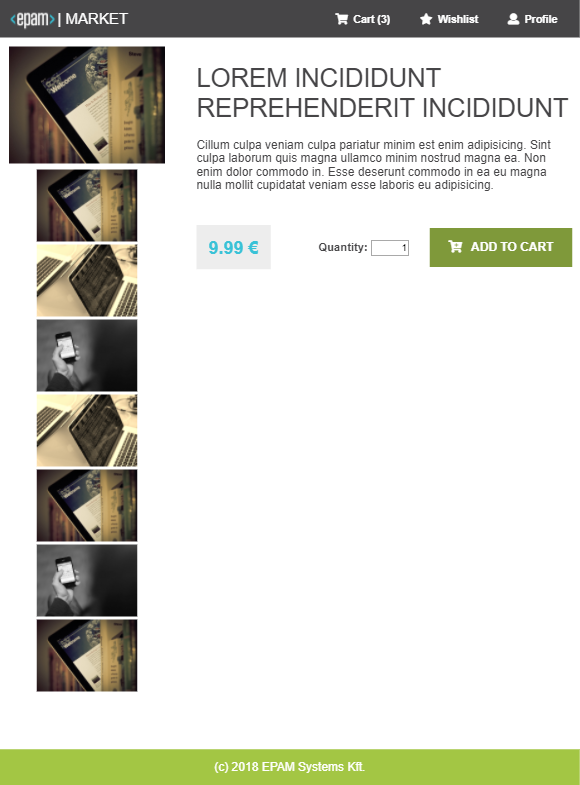 <epam> | MARKET
Cart (3) Wishlist Profile
LOREM INCIDIDUNT
REPREHENDERIT INCIDIDUNT
Cillum culpa veniam culpa pariatur minim est enim adipisicing. Sint
culpa laborum quis magna ullamco minim nostrud magna ea. Non
enim dolor commodo in. Esse deserunt commodo in ea eu magna
nulla mollit cupidatat veniam esse laboris eu adipisicing.
9.99 € Quantity: 1 ADD TO CART
Welcome
(c) 2018 EPAM Systems Kft.